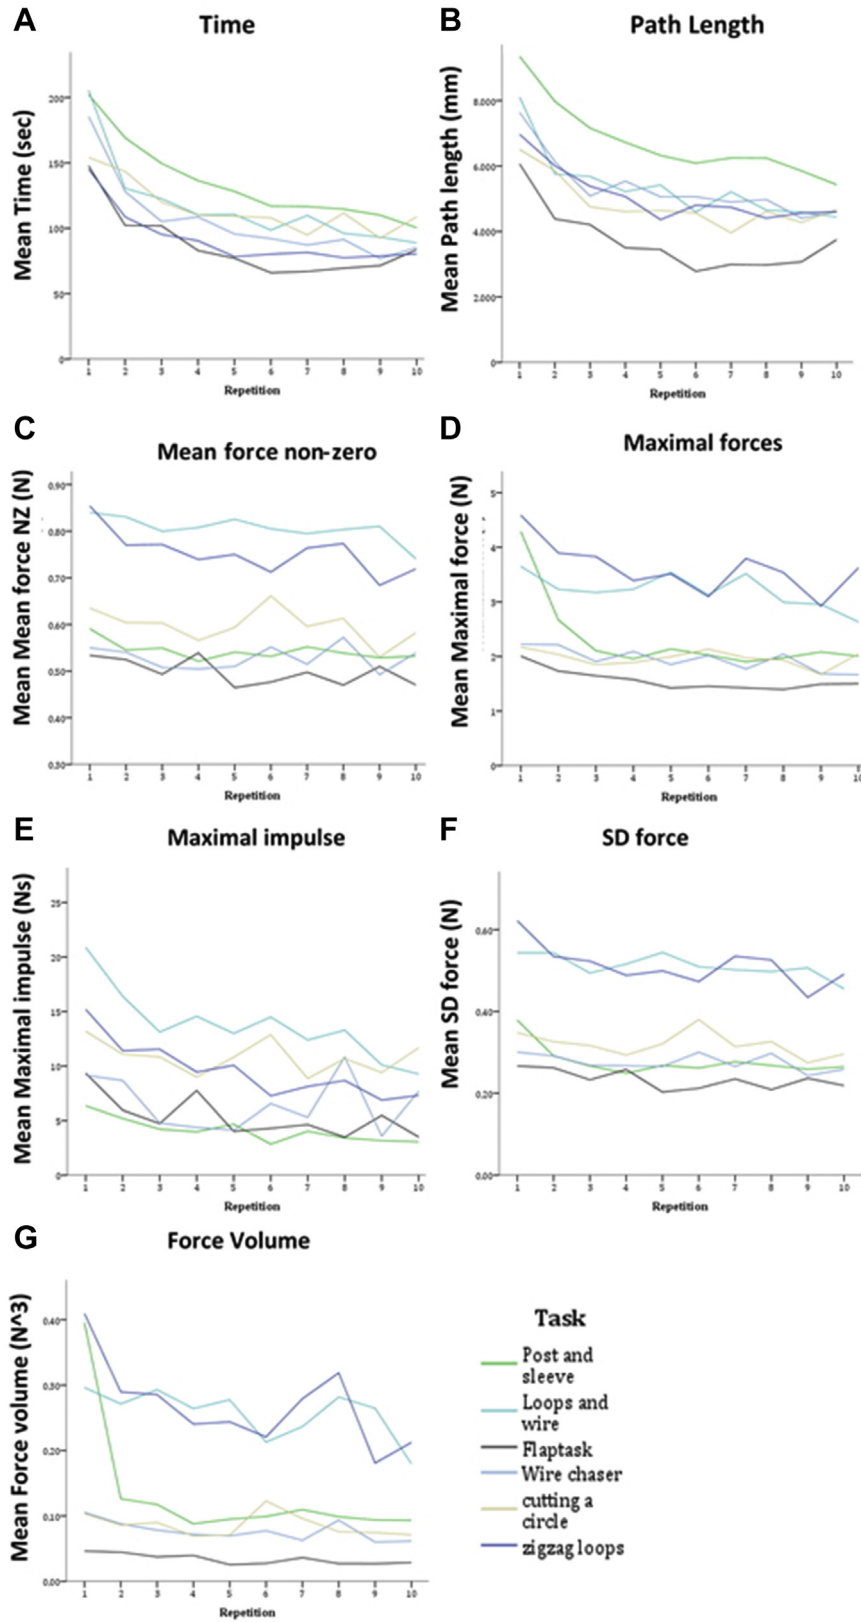 A
Time
Mean Time (sec)
200
150
100
50
0
1 2 3 4 5 6 7 8 9 10
Repetition
B
Path Length
Mean Path length (mm)
8.000
6.000
4.000
2.000
0
1 2 3 4 5 6 7 8 9 10
Repetition
C
Mean force non-zero
Mean Mean force NZ (N)
0.90
0.80
0.70
0.60
0.50
0.40
0.30
1 2 3 4 5 6 7 8 9 10
Repetition
D
Maximal forces
Mean Maximal force (N)
5
4
3
2
1
0
1 2 3 4 5 6 7 8 9 10
Repetition
E
Maximal impulse
Mean Maximal impulse (Ns)
25
20
15
10
5
0
1 2 3 4 5 6 7 8 9 10
Repetition
F
SD force
Mean SD force (N)
0.60
0.40
0.20
0.00
1 2 3 4 5 6 7 8 9 10
Repetition
G
Force Volume
Mean Force volume (N^3)
0.40
0.30
0.20
0.10
0.00
1 2 3 4 5 6 7 8 9 10
Repetition
Task
Post and
sleeve
Loops and
wire
Flaptask
Wire chaser
cutting a
circle
zigzag loops